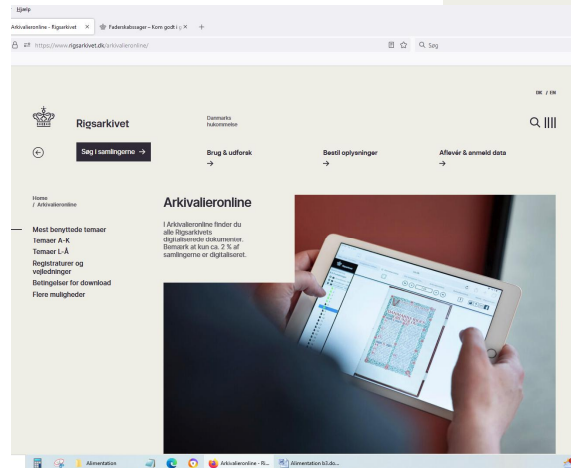 Hjælp
Arkivalieronline - Rigsarkivet × Faderskabssager – Kom godt i g × +
https://www.rigsarkivet.dk/arkivalieronline/ Søg
DK / EN
Rigsarkivet
Danmarks
hukommelse
Søg i samlingerne →
Brug & udforsk
→
Bestil oplysninger
→
Aflevér & anmeld data
→
Home
/ Arkivalieronline
Mest benyttede temaer
Temaer A-K
Temaer L-Å
Registraturer og
vejledninger
Betingelser for download
Flere muligheder
Arkivalieronline
I Arkivalieronline finder du
alle Rigsarkivets
digitaliserede dokumenter.
Bemærk at kun ca. 2 % af
samlingerne er digitaliseret.
Alimentation Arkivalieronline - Ri... Alimentation b3.do...